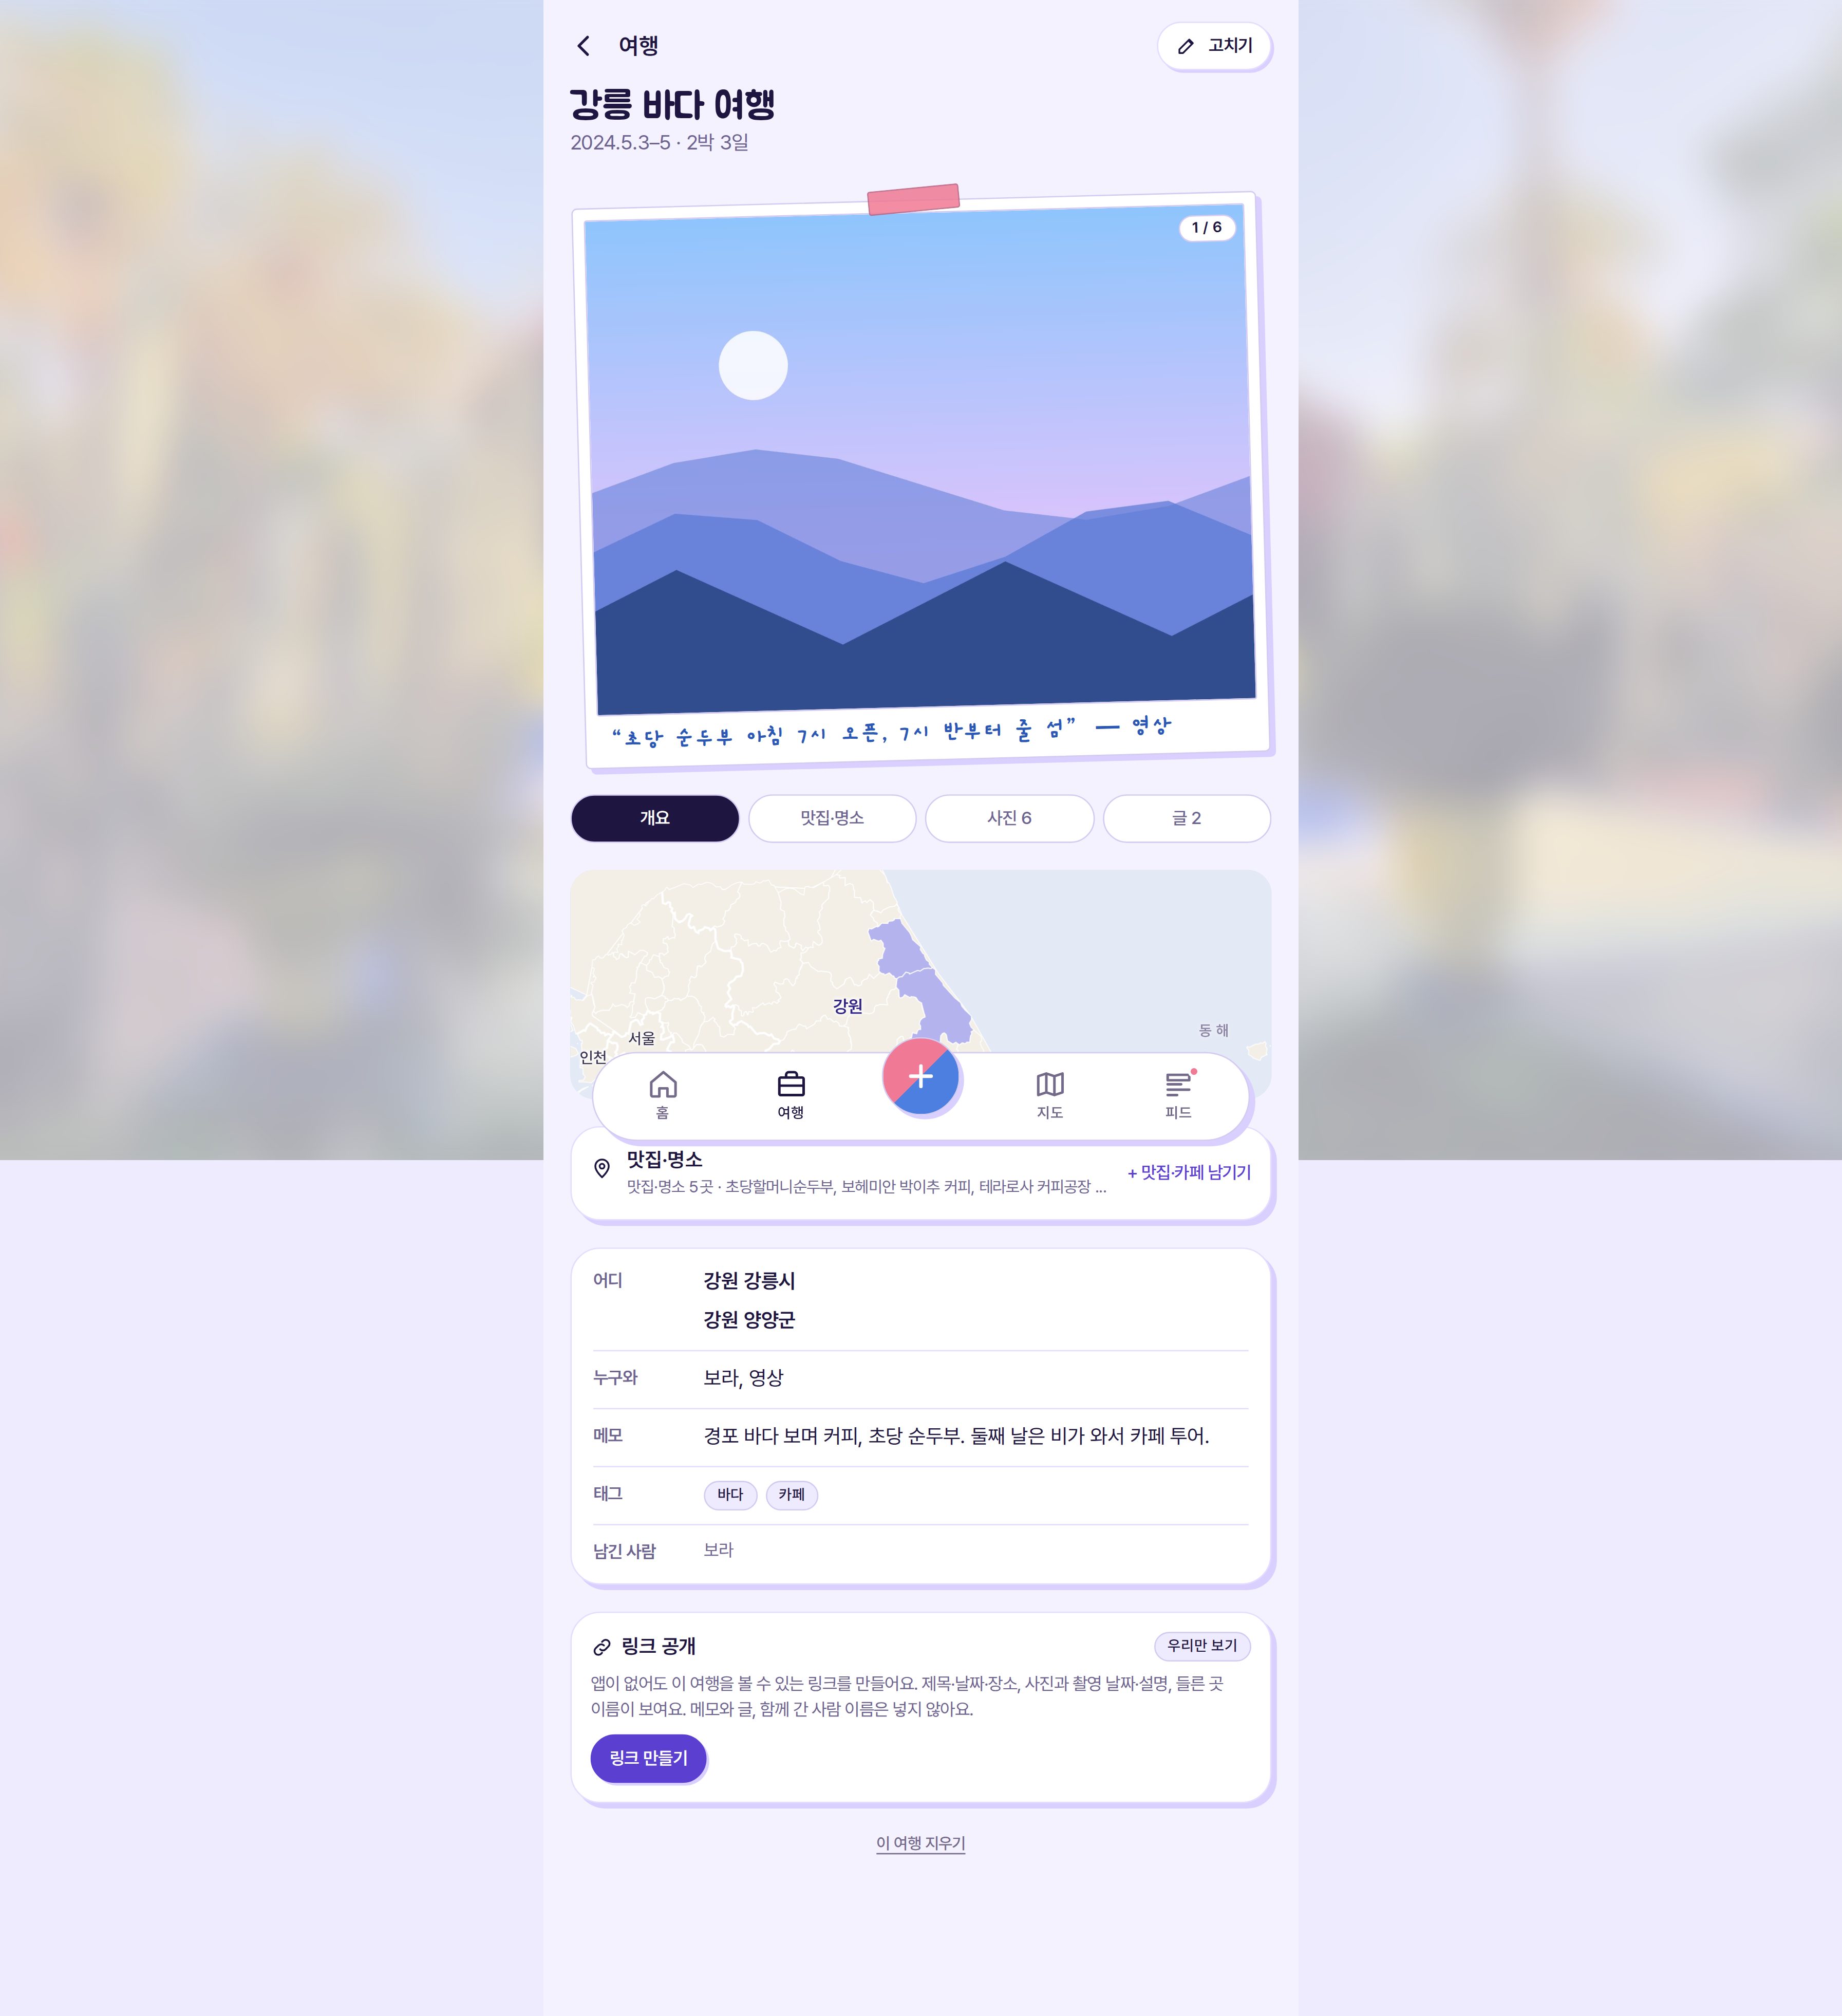 여행
고치기
강릉 바다 여행
2024.5.3–5 · 2박 3일
1 / 6
“초당 순두부 아침 7시 오픈, 7시 반부터 줄 섬” — 영상
개요
맛집·명소
사진 6
글 2
강원
동 해
서울
인천
홈
여행
지도
피드
맛집·명소
맛집·명소 5곳 · 초당할머니순두부, 보헤미안 박이추 커피, 테라로사 커피공장 ...
+ 맛집·카페 남기기
어디
강원 강릉시
강원 양양군
누구와
보라, 영상
메모
경포 바다 보며 커피, 초당 순두부. 둘째 날은 비가 와서 카페 투어.
태그
바다
카페
남긴 사람
보라
링크 공개
우리만 보기
앱이 없어도 이 여행을 볼 수 있는 링크를 만들어요. 제목·날짜·장소, 사진과 촬영 날짜·설명, 들른 곳
이름이 보여요. 메모와 글, 함께 간 사람 이름은 넣지 않아요.
링크 만들기
이 여행 지우기